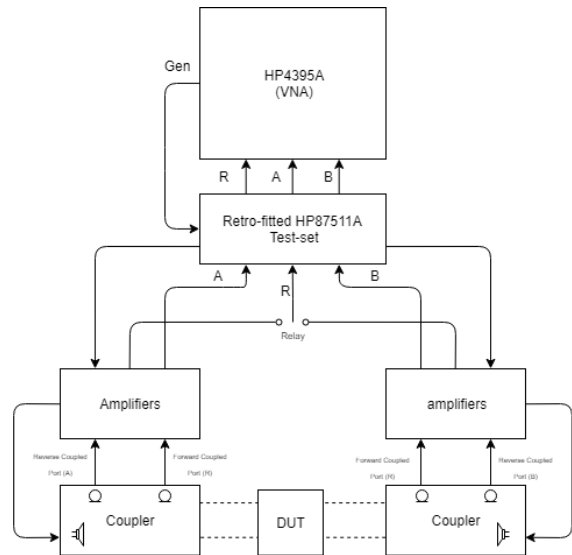 Gen
HP4395A
(VNA)
R
A
B
Retro-fitted HP87511A
Test-set
A
R
B
Relay
Amplifiers
amplifiers
Reverse Coupled
Port (A)
Forward Coupled
Port (R)
Forward Coupled
Port (R)
Reverse Coupled
Port (B)
Coupler
DUT
Coupler